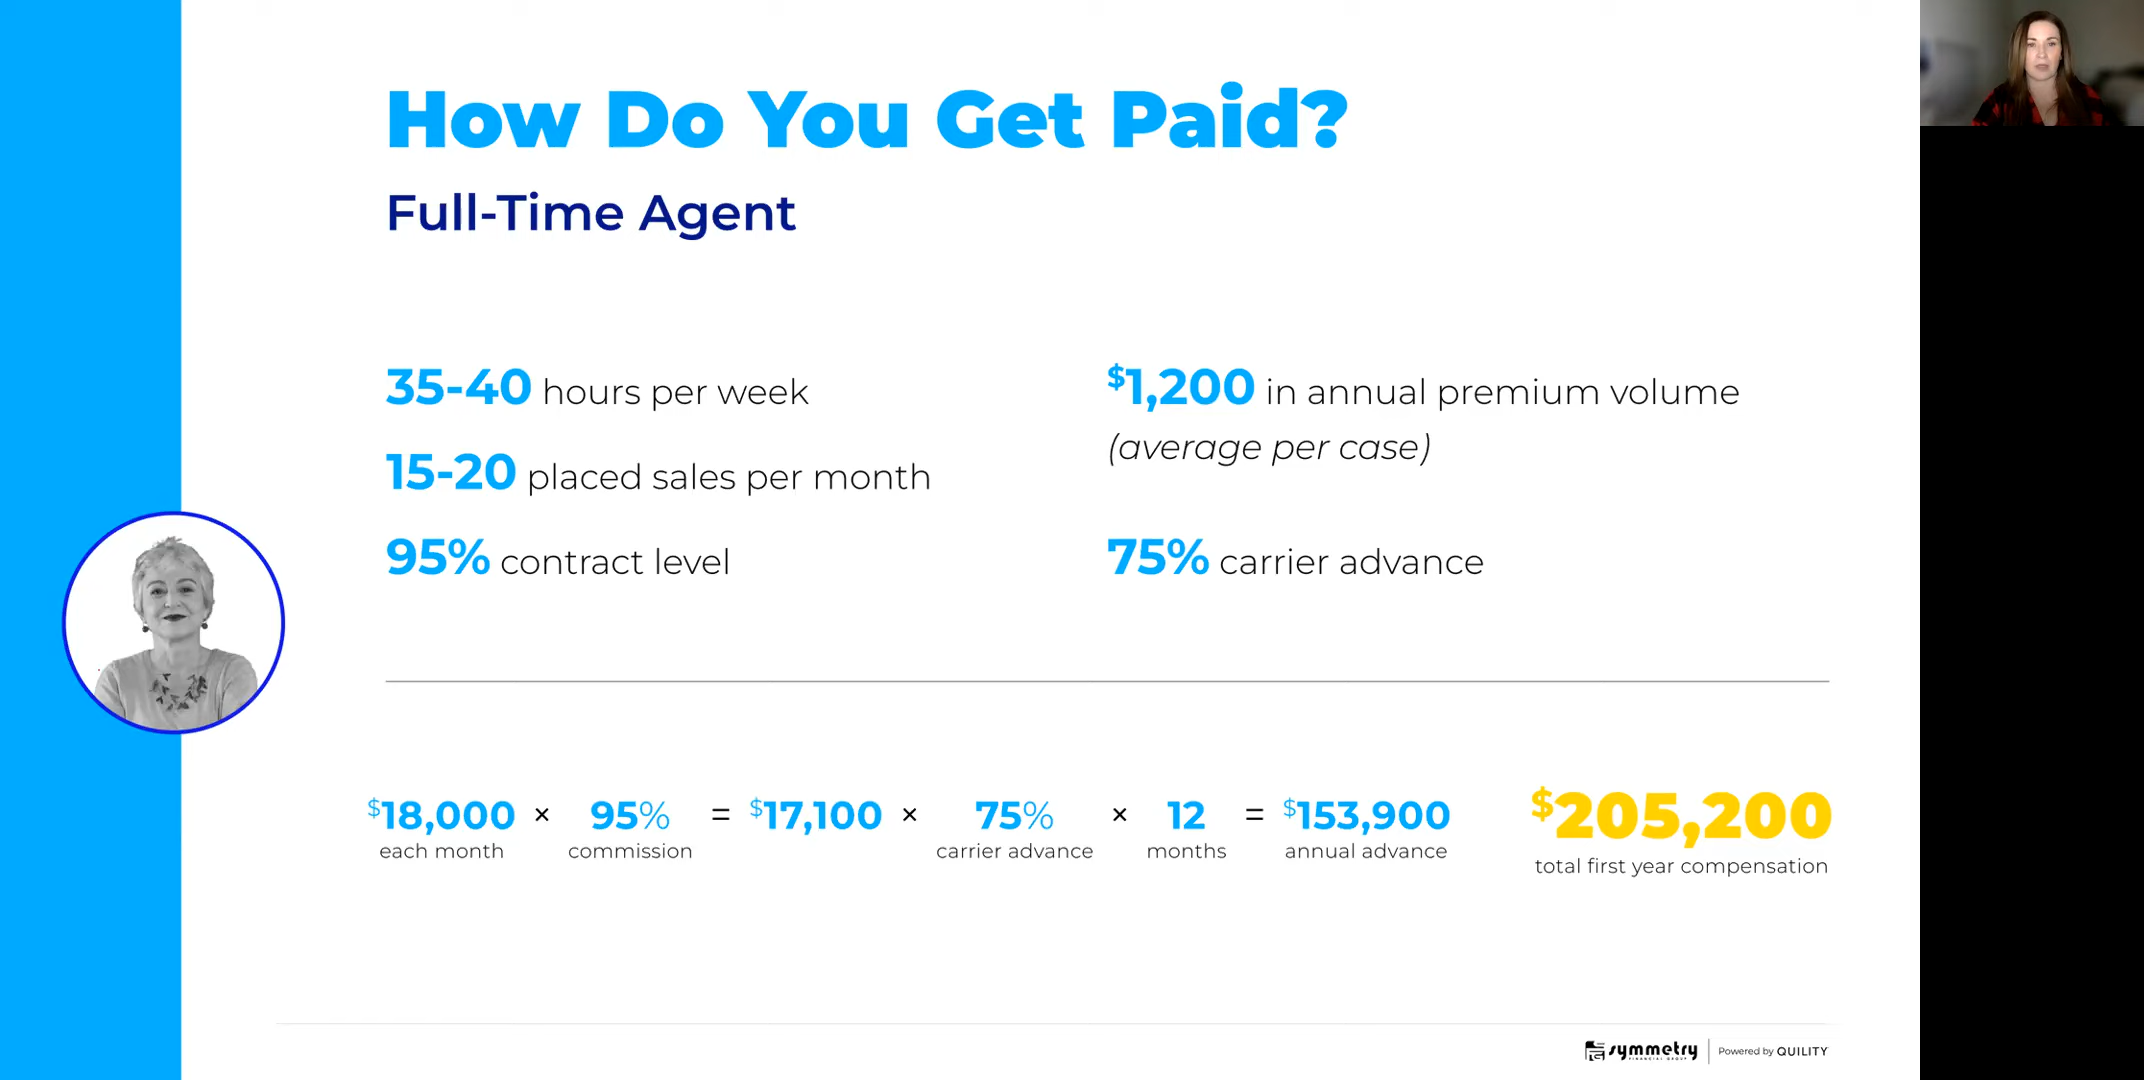 How Do You Get Paid?
Full-Time Agent
35-40 hours per week
15-20 placed sales per month
95% contract level
$1,200 in annual premium volume
(average per case)
75% carrier advance
$18,000 × 95% = $17,100 × 75% × 12 = $153,900 $205,200
each month commission carrier advance months annual advance total first year compensation
symmetry FINANCIAL GROUP Powered by QUILITY